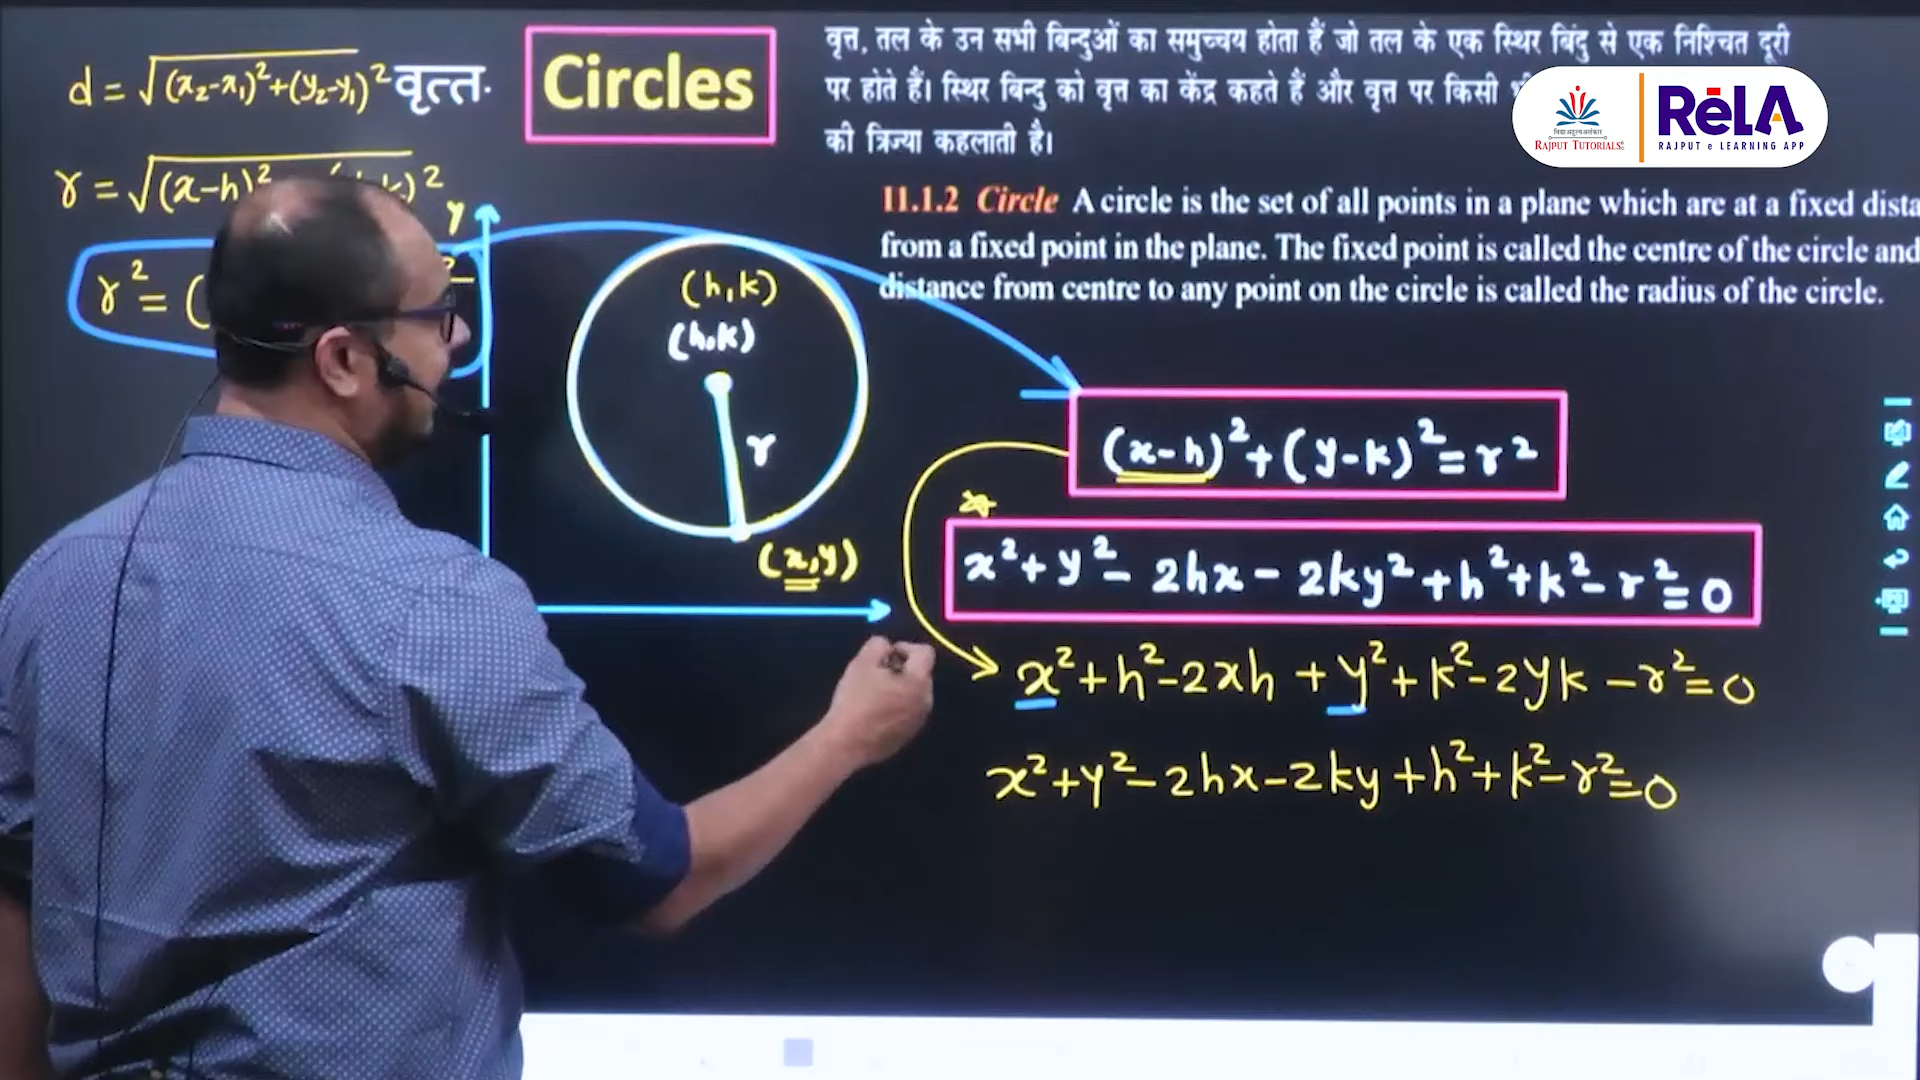 d = √(x₂-x₁)²+(y₂-y₁)² वृत्त.
Circles
वृत्त, तल के उन सभी बिन्दुओं का समुच्चय होता हैं जो तल के एक स्थिर बिंदु से एक निश्चित दूरी
पर होते हैं। स्थिर बिन्दु को वृत्त का केंद्र कहते हैं और वृत्त पर किसी
की त्रिज्या कहलाती है।
RAJPUT TUTORIALS
RēLA
RAJPUT e LEARNING APP
r = √(x-h)² k)²
y
r² = (
11.1.2 Circle A circle is the set of all points in a plane which are at a fixed dista
from a fixed point in the plane. The fixed point is called the centre of the circle and
distance from centre to any point on the circle is called the radius of the circle.
(h,k)
(h,k)
r
(x,y)
(x-h)²+(y-k)²=r²
x²+y²-2hx-2ky²+h²+k²-r²=0
x²+h²-2xh+y²+k²-2yk-r²=0
x²+y²-2hx-2ky+h²+k²-r²=0